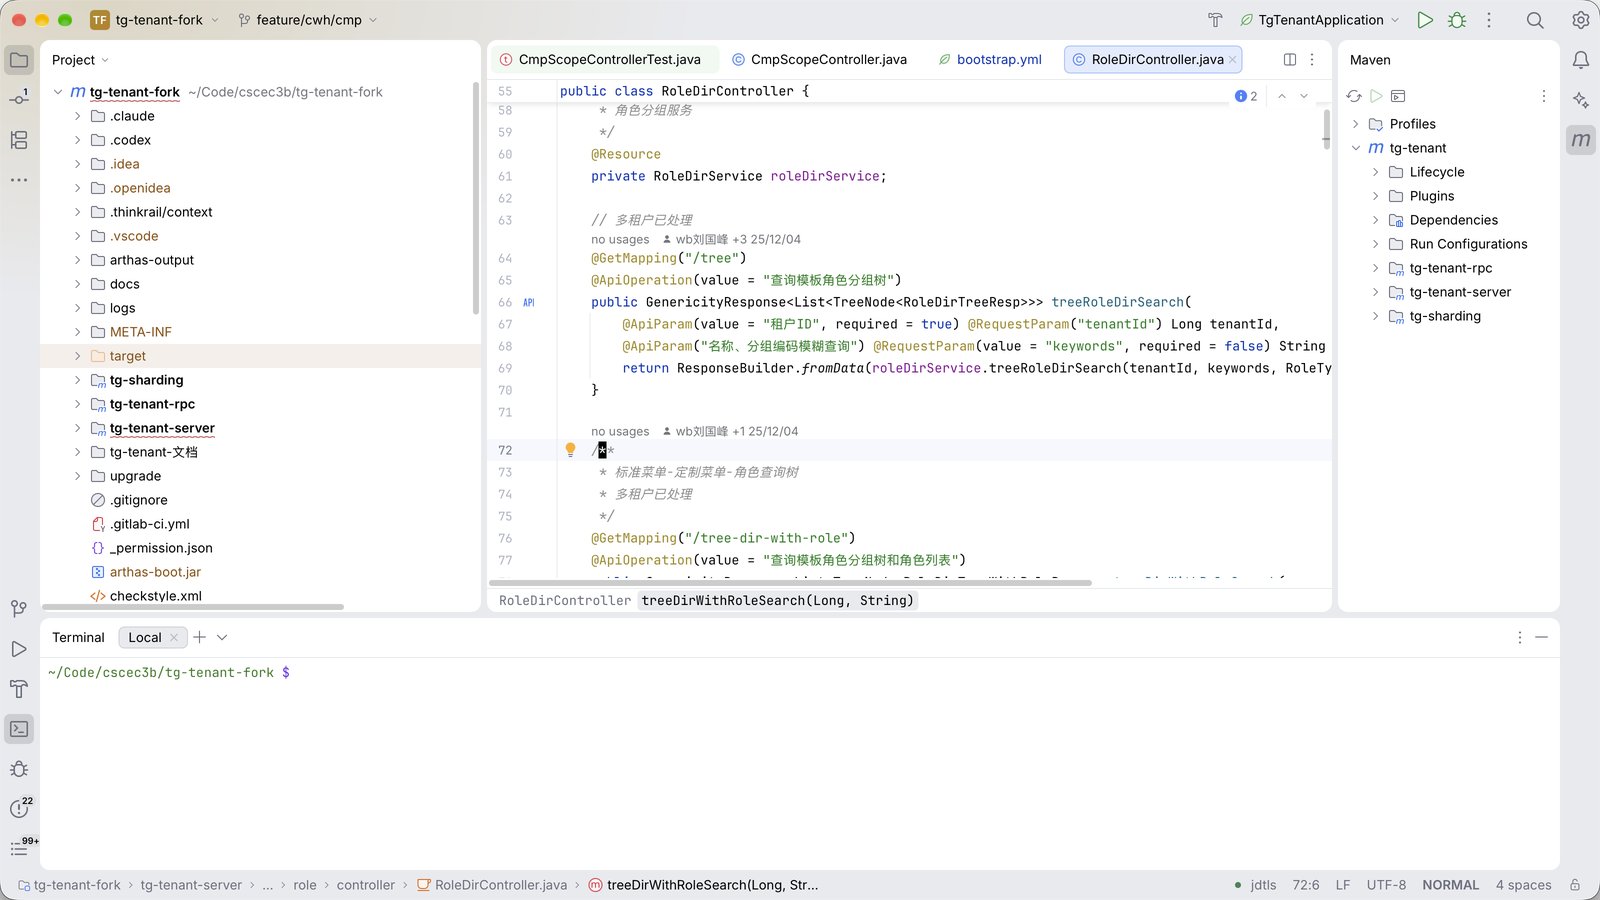 TF tg-tenant-fork feature/cwh/cmp TgTenantApplication
Project
tg-tenant-fork ~/Code/cscec3b/tg-tenant-fork
.claude
.codex
.idea
.openidea
.thinkrail/context
.vscode
arthas-output
docs
logs
META-INF
target
tg-sharding
tg-tenant-rpc
tg-tenant-server
tg-tenant-文档
upgrade
.gitignore
.gitlab-ci.yml
_permission.json
arthas-boot.jar
checkstyle.xml
CmpScopeControllerTest.java CmpScopeController.java bootstrap.yml RoleDirController.java
55 public class RoleDirController {
2
58 * 角色分组服务
59 */
60 @Resource
61 private RoleDirService roleDirService;
62
63 // 多租户已处理
no usages wb刘国峰 +3 25/12/04
64 @GetMapping("/tree")
65 @ApiOperation(value = "查询模板角色分组树")
66 API public GenericityResponse<List<TreeNode<RoleDirTreeResp>>> treeRoleDirSearch(
67 @ApiParam(value = "租户ID", required = true) @RequestParam("tenantId") Long tenantId,
68 @ApiParam("名称、分组编码模糊查询") @RequestParam(value = "keywords", required = false) String
69 return ResponseBuilder.fromData(roleDirService.treeRoleDirSearch(tenantId, keywords, RoleTy
70 }
71
no usages wb刘国峰 +1 25/12/04
72 /**
73 * 标准菜单-定制菜单-角色查询树
74 * 多租户已处理
75 */
76 @GetMapping("/tree-dir-with-role")
77 @ApiOperation(value = "查询模板角色分组树和角色列表")
RoleDirController treeDirWithRoleSearch(Long, String)
Maven
Profiles
tg-tenant
Lifecycle
Plugins
Dependencies
Run Configurations
tg-tenant-rpc
tg-tenant-server
tg-sharding
1
m
22
99+
Terminal Local
~/Code/cscec3b/tg-tenant-fork $
tg-tenant-fork › tg-tenant-server › ... › role › controller › RoleDirController.java › treeDirWithRoleSearch(Long, Str...
jdtls 72:6 LF UTF-8 NORMAL 4 spaces